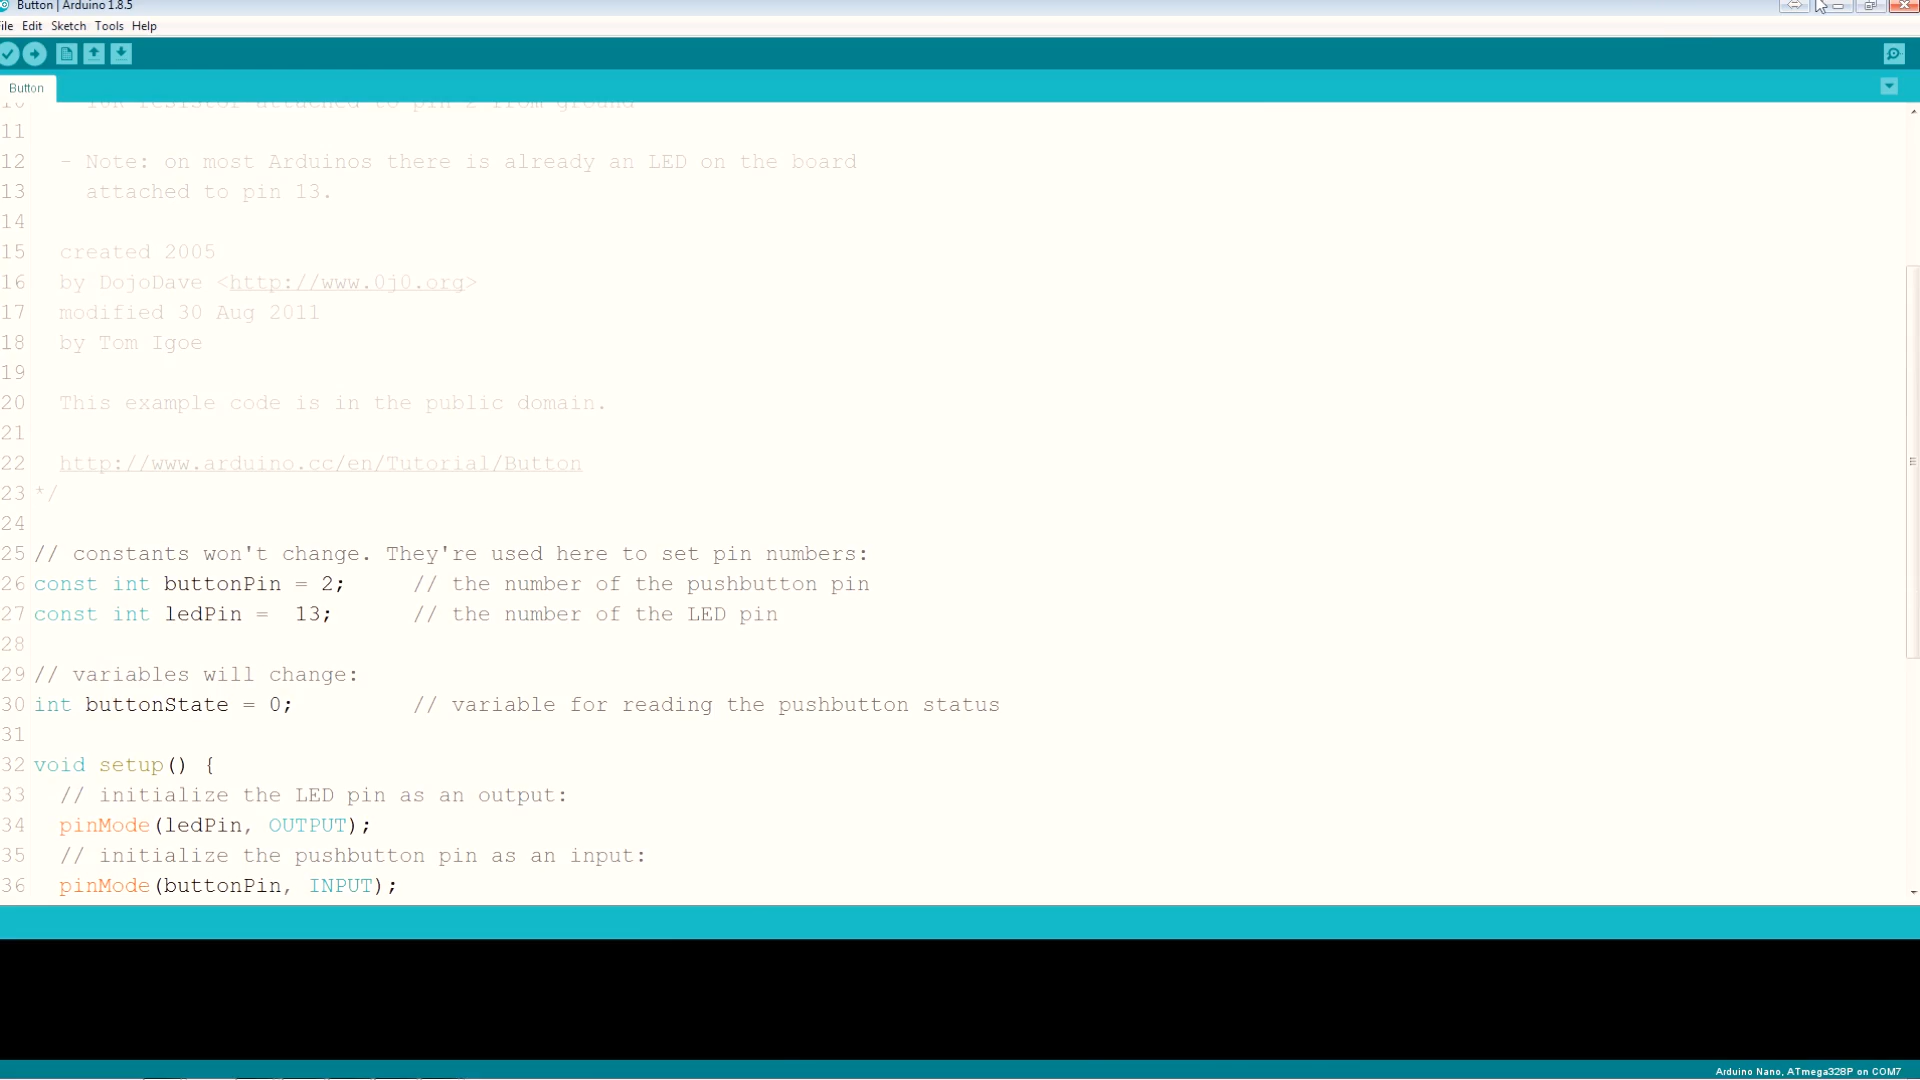 Button | Arduino 1.8.5
File Edit Sketch Tools Help
Button
10 10K resistor attached to pin 2 from ground
11
12 - Note: on most Arduinos there is already an LED on the board
13 attached to pin 13.
14
15 created 2005
16 by DojoDave <http://www.0j0.org>
17 modified 30 Aug 2011
18 by Tom Igoe
19
20 This example code is in the public domain.
21
22 http://www.arduino.cc/en/Tutorial/Button
23 */
24
25 // constants won't change. They're used here to set pin numbers:
26 const int buttonPin = 2; // the number of the pushbutton pin
27 const int ledPin = 13; // the number of the LED pin
28
29 // variables will change:
30 int buttonState = 0; // variable for reading the pushbutton status
31
32 void setup() {
33 // initialize the LED pin as an output:
34 pinMode(ledPin, OUTPUT);
35 // initialize the pushbutton pin as an input:
36 pinMode(buttonPin, INPUT);
Arduino Nano, ATmega328P on COM7